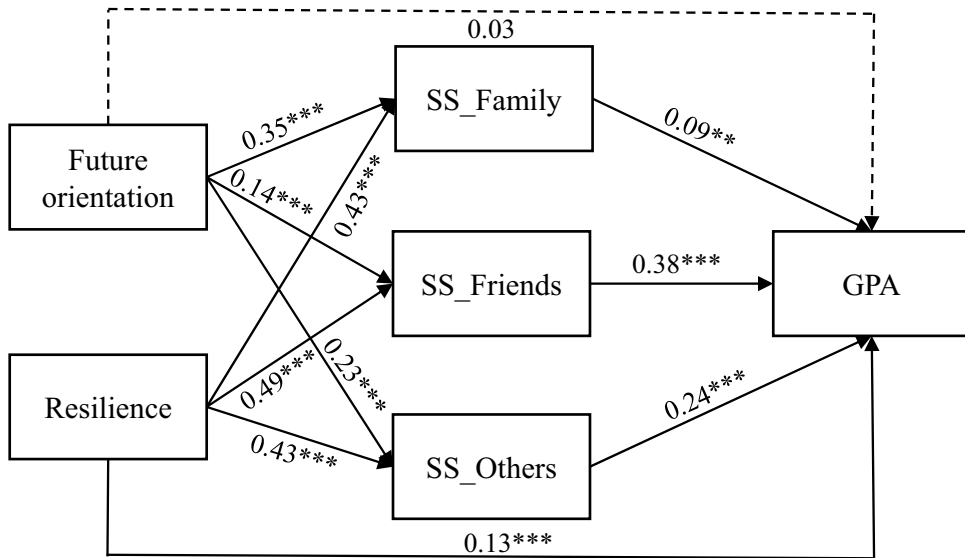 0.03
SS_Family
0.35***
0.09**
Future
orientation
0.14***
0.43***
SS_Friends
0.38***
GPA
Resilience
0.49***
0.23***
0.24***
0.43***
SS_Others
0.13***